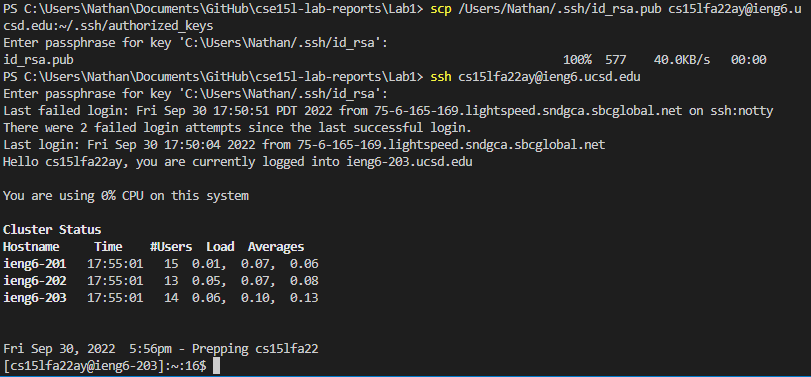 PS C:\Users\Nathan\Documents\GitHub\cse15l-lab-reports\Lab1> scp /Users/Nathan/.ssh/id_rsa.pub cs15lfa22ay@ieng6.u
csd.edu:~/.ssh/authorized_keys
Enter passphrase for key 'C:\Users\Nathan/.ssh/id_rsa':
id_rsa.pub 100% 577 40.0KB/s 00:00
PS C:\Users\Nathan\Documents\GitHub\cse15l-lab-reports\Lab1> ssh cs15lfa22ay@ieng6.ucsd.edu
Enter passphrase for key 'C:\Users\Nathan/.ssh/id_rsa':
Last failed login: Fri Sep 30 17:50:51 PDT 2022 from 75-6-165-169.lightspeed.sndgca.sbcglobal.net on ssh:notty
There were 2 failed login attempts since the last successful login.
Last login: Fri Sep 30 17:50:04 2022 from 75-6-165-169.lightspeed.sndgca.sbcglobal.net
Hello cs15lfa22ay, you are currently logged into ieng6-203.ucsd.edu
You are using 0% CPU on this system
Cluster Status
Hostname Time #Users Load Averages
ieng6-201 17:55:01 15 0.01, 0.07, 0.06
ieng6-202 17:55:01 13 0.05, 0.07, 0.08
ieng6-203 17:55:01 14 0.06, 0.10, 0.13
Fri Sep 30, 2022 5:56pm - Prepping cs15lfa22
[cs15lfa22ay@ieng6-203]:~:16$